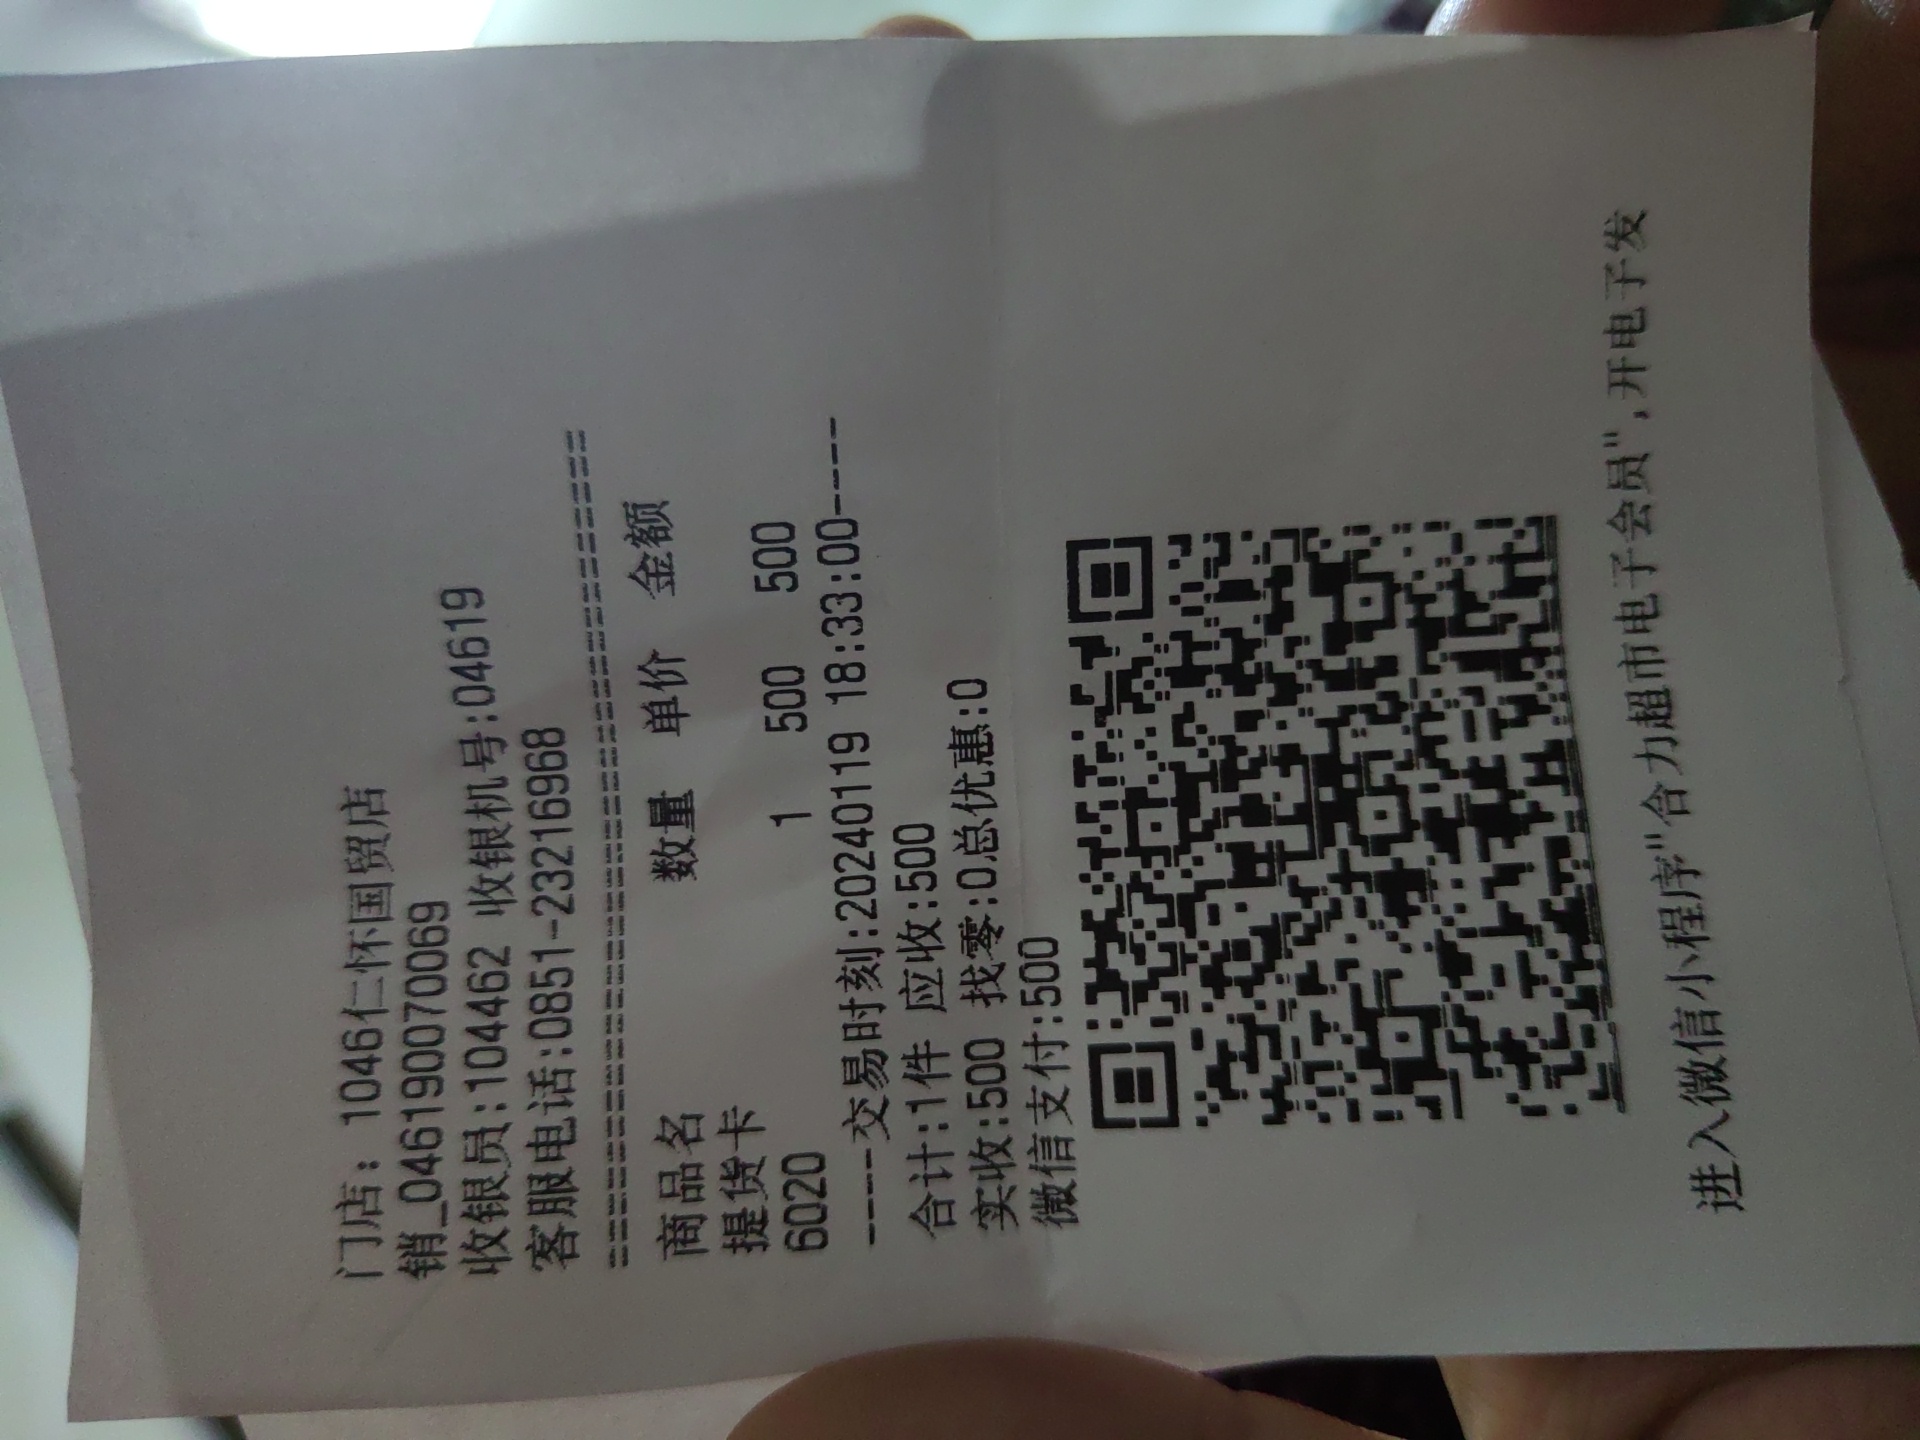 门店: 1046仁怀国贸店
销_046190070069
收银员:104462 收银机号:04619
客服电话:0851-23216968
==========================================
商品名 数量 单价 金额
提货卡
6020 1 500 500
----交易时刻:20240119 18:33:00----
合计:1件 应收:500
实收:500 找零:0总优惠:0
微信支付:500
进入微信小程序"合力超市电子会员",开电子发